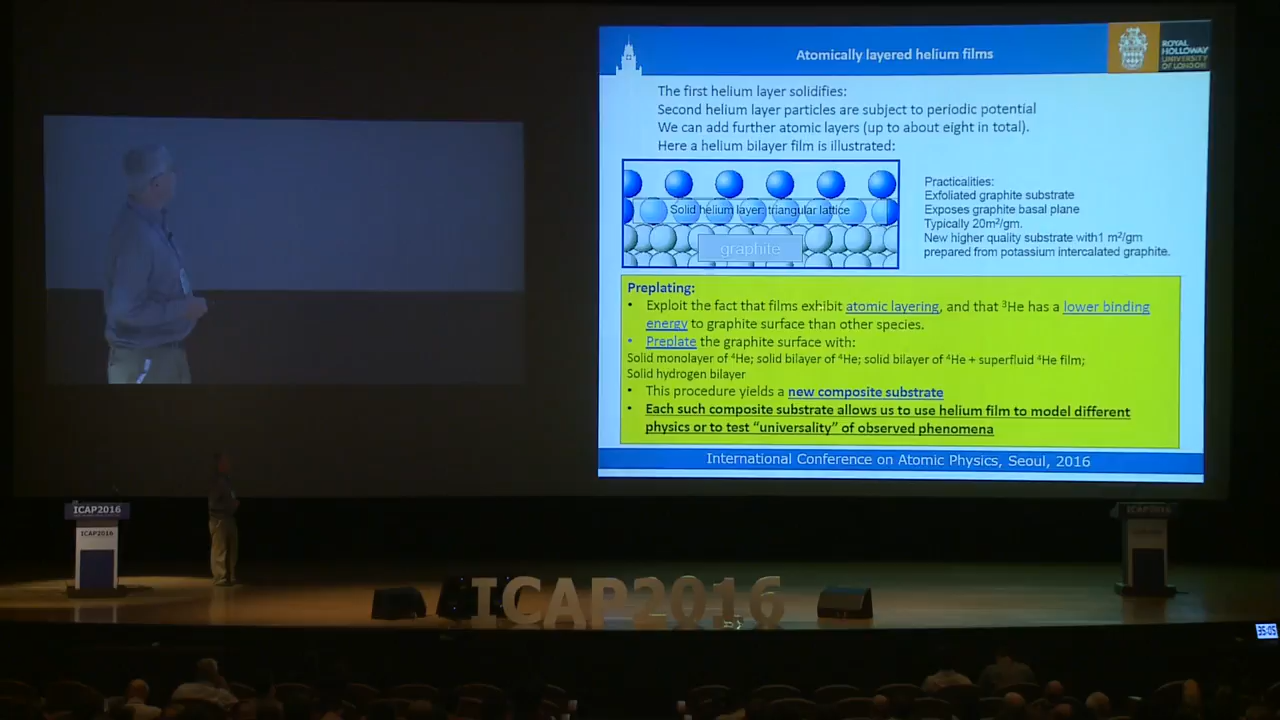 Atomically layered helium films
ROYAL
HOLLOWAY
UNIVERSITY
OF LONDON
The first helium layer solidifies:
Second helium layer particles are subject to periodic potential
We can add further atomic layers (up to about eight in total).
Here a helium bilayer film is illustrated:
Solid helium layer: triangular lattice
graphite
Practicalities:
Exfoliated graphite substrate
Exposes graphite basal plane
Typically 20m²/gm.
New higher quality substrate with1 m²/gm
prepared from potassium intercalated graphite.
Preplating:
• Exploit the fact that films exhibit atomic layering, and that ³He has a lower binding
energy to graphite surface than other species.
• Preplate the graphite surface with:
Solid monolayer of ⁴He; solid bilayer of ⁴He; solid bilayer of ⁴He + superfluid ⁴He film;
Solid hydrogen bilayer
• This procedure yields a new composite substrate
• Each such composite substrate allows us to use helium film to model different
physics or to test “universality” of observed phenomena
International Conference on Atomic Physics, Seoul, 2016
ICAP2016
ICAP2016
ICAP2016
ICAP2016
35:05